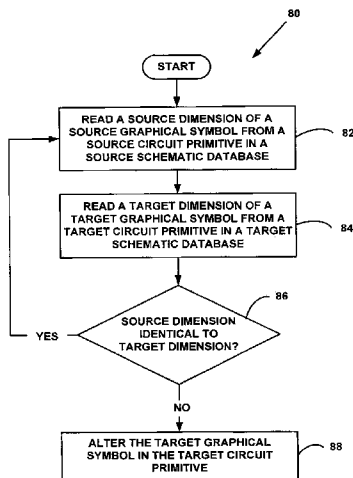 80
START
READ A SOURCE DIMENSION OF A
SOURCE GRAPHICAL SYMBOL FROM A
SOURCE CIRCUIT PRIMITIVE IN A
SOURCE SCHEMATIC DATABASE
82
READ A TARGET DIMENSION OF A
TARGET GRAPHICAL SYMBOL FROM A
TARGET CIRCUIT PRIMITIVE IN A TARGET
SCHEMATIC DATABASE
84
86
SOURCE DIMENSION
IDENTICAL TO
TARGET DIMENSION?
YES
NO
ALTER THE TARGET GRAPHICAL
SYMBOL IN THE TARGET CIRCUIT
PRIMITIVE
88